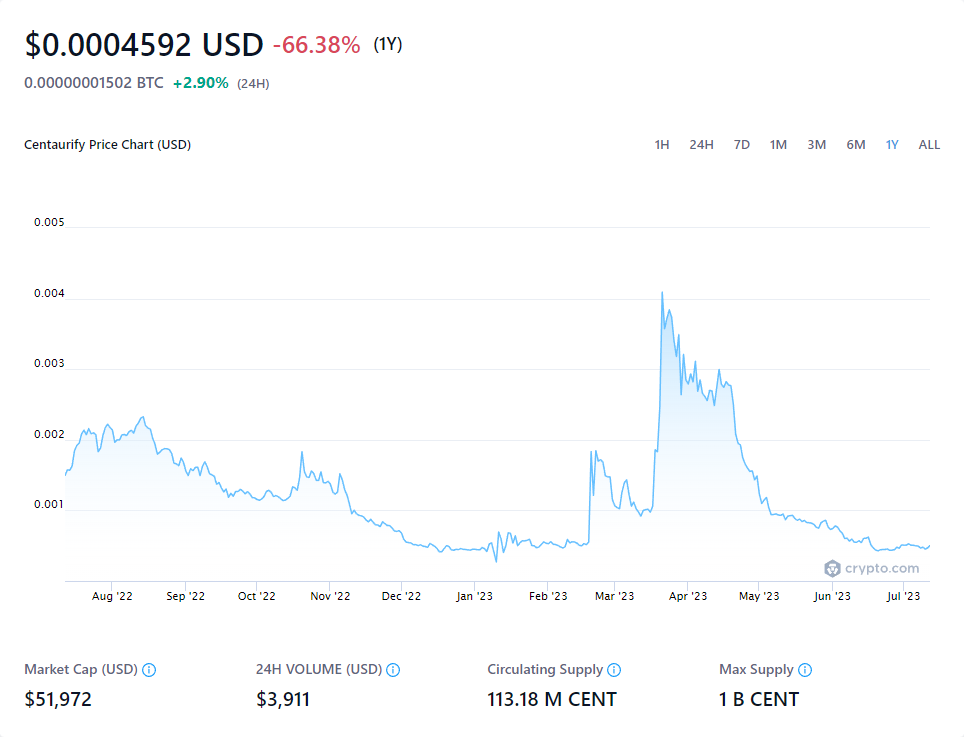 $0.0004592 USD -66.38% (1Y)
0.00000001502 BTC +2.90% (24H)
Centaurify Price Chart (USD) 1H 24H 7D 1M 3M 6M 1Y ALL
0.005
0.004
0.003
0.002
0.001
crypto.com
Aug '22 Sep '22 Oct '22 Nov '22 Dec '22 Jan '23 Feb '23 Mar '23 Apr '23 May '23 Jun '23 Jul '23
Market Cap (USD) 24H VOLUME (USD) Circulating Supply Max Supply
$51,972 $3,911 113.18 M CENT 1 B CENT